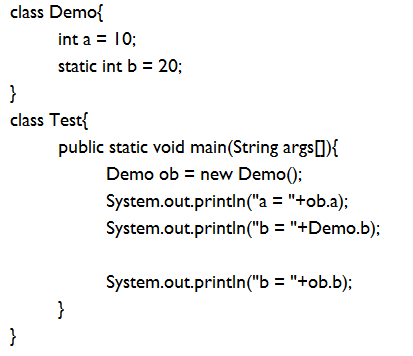 class Demo{
int a = 10;
static int b = 20;
}
class Test{
public static void main(String args[]){
Demo ob = new Demo();
System.out.println("a = "+ob.a);
System.out.println("b = "+Demo.b);
System.out.println("b = "+ob.b);
}
}